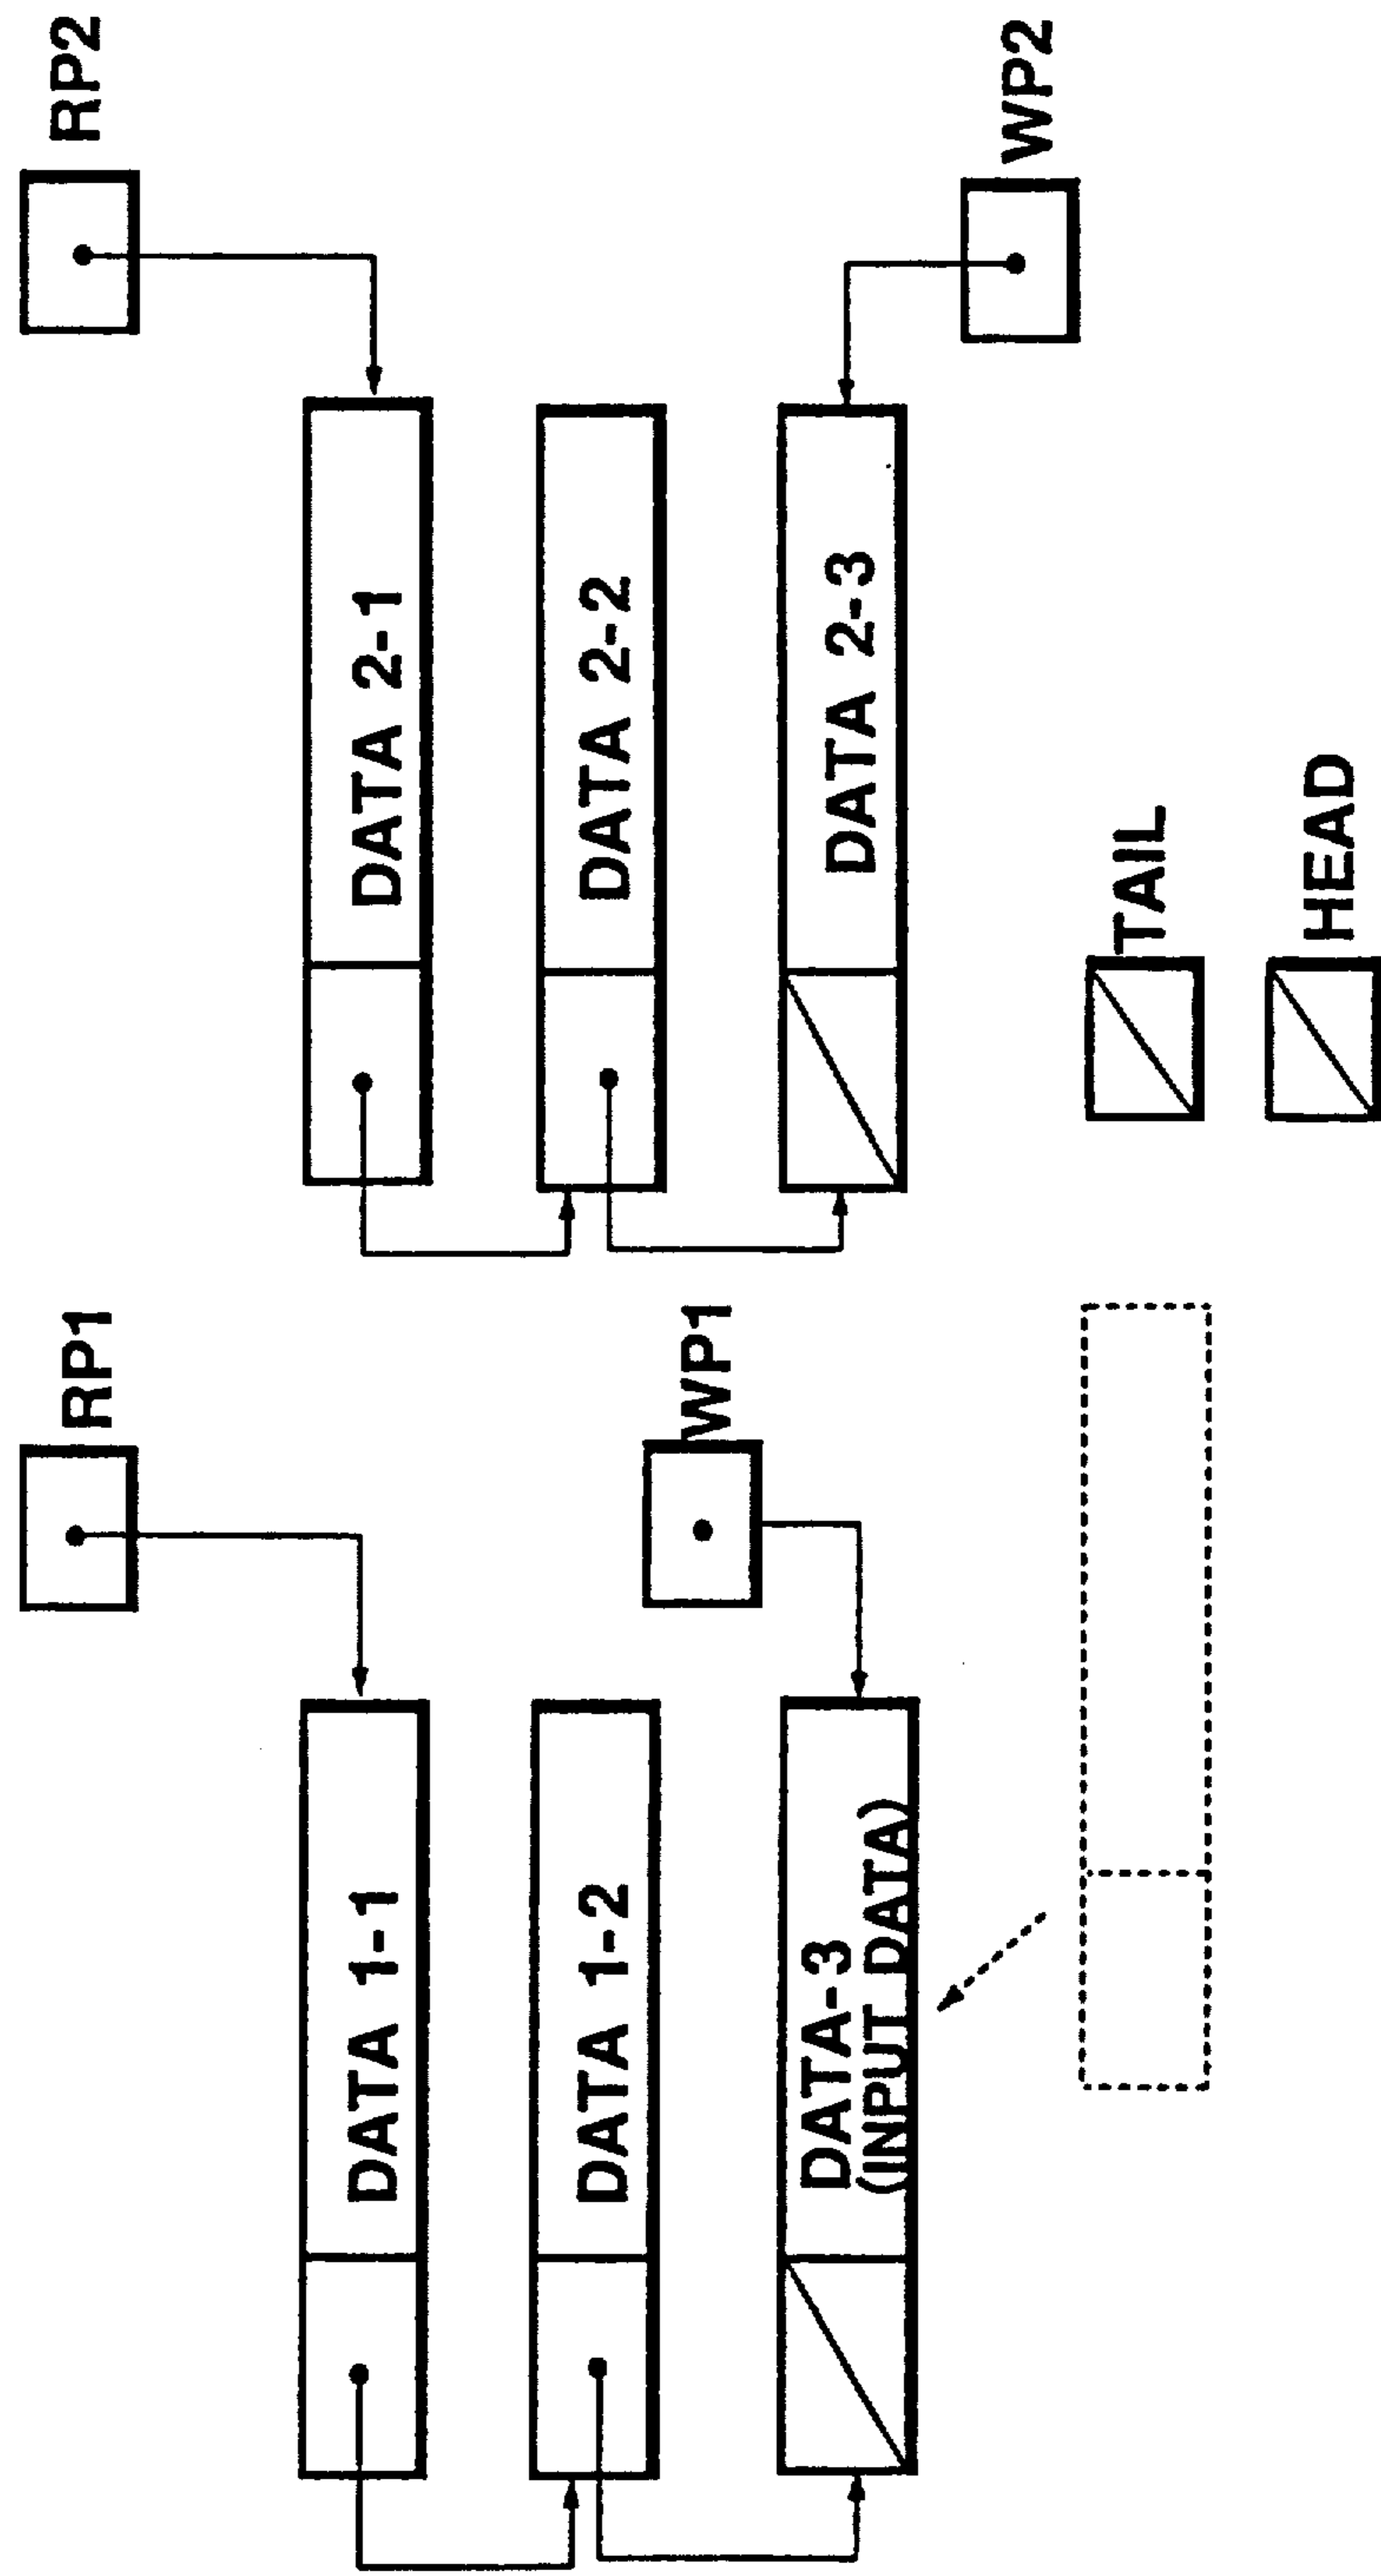 RP1
DATA 1-1
DATA 1-2
WP1
DATA-3
(INPUT DATA)
RP2
DATA 2-1
DATA 2-2
DATA 2-3
WP2
TAIL
HEAD